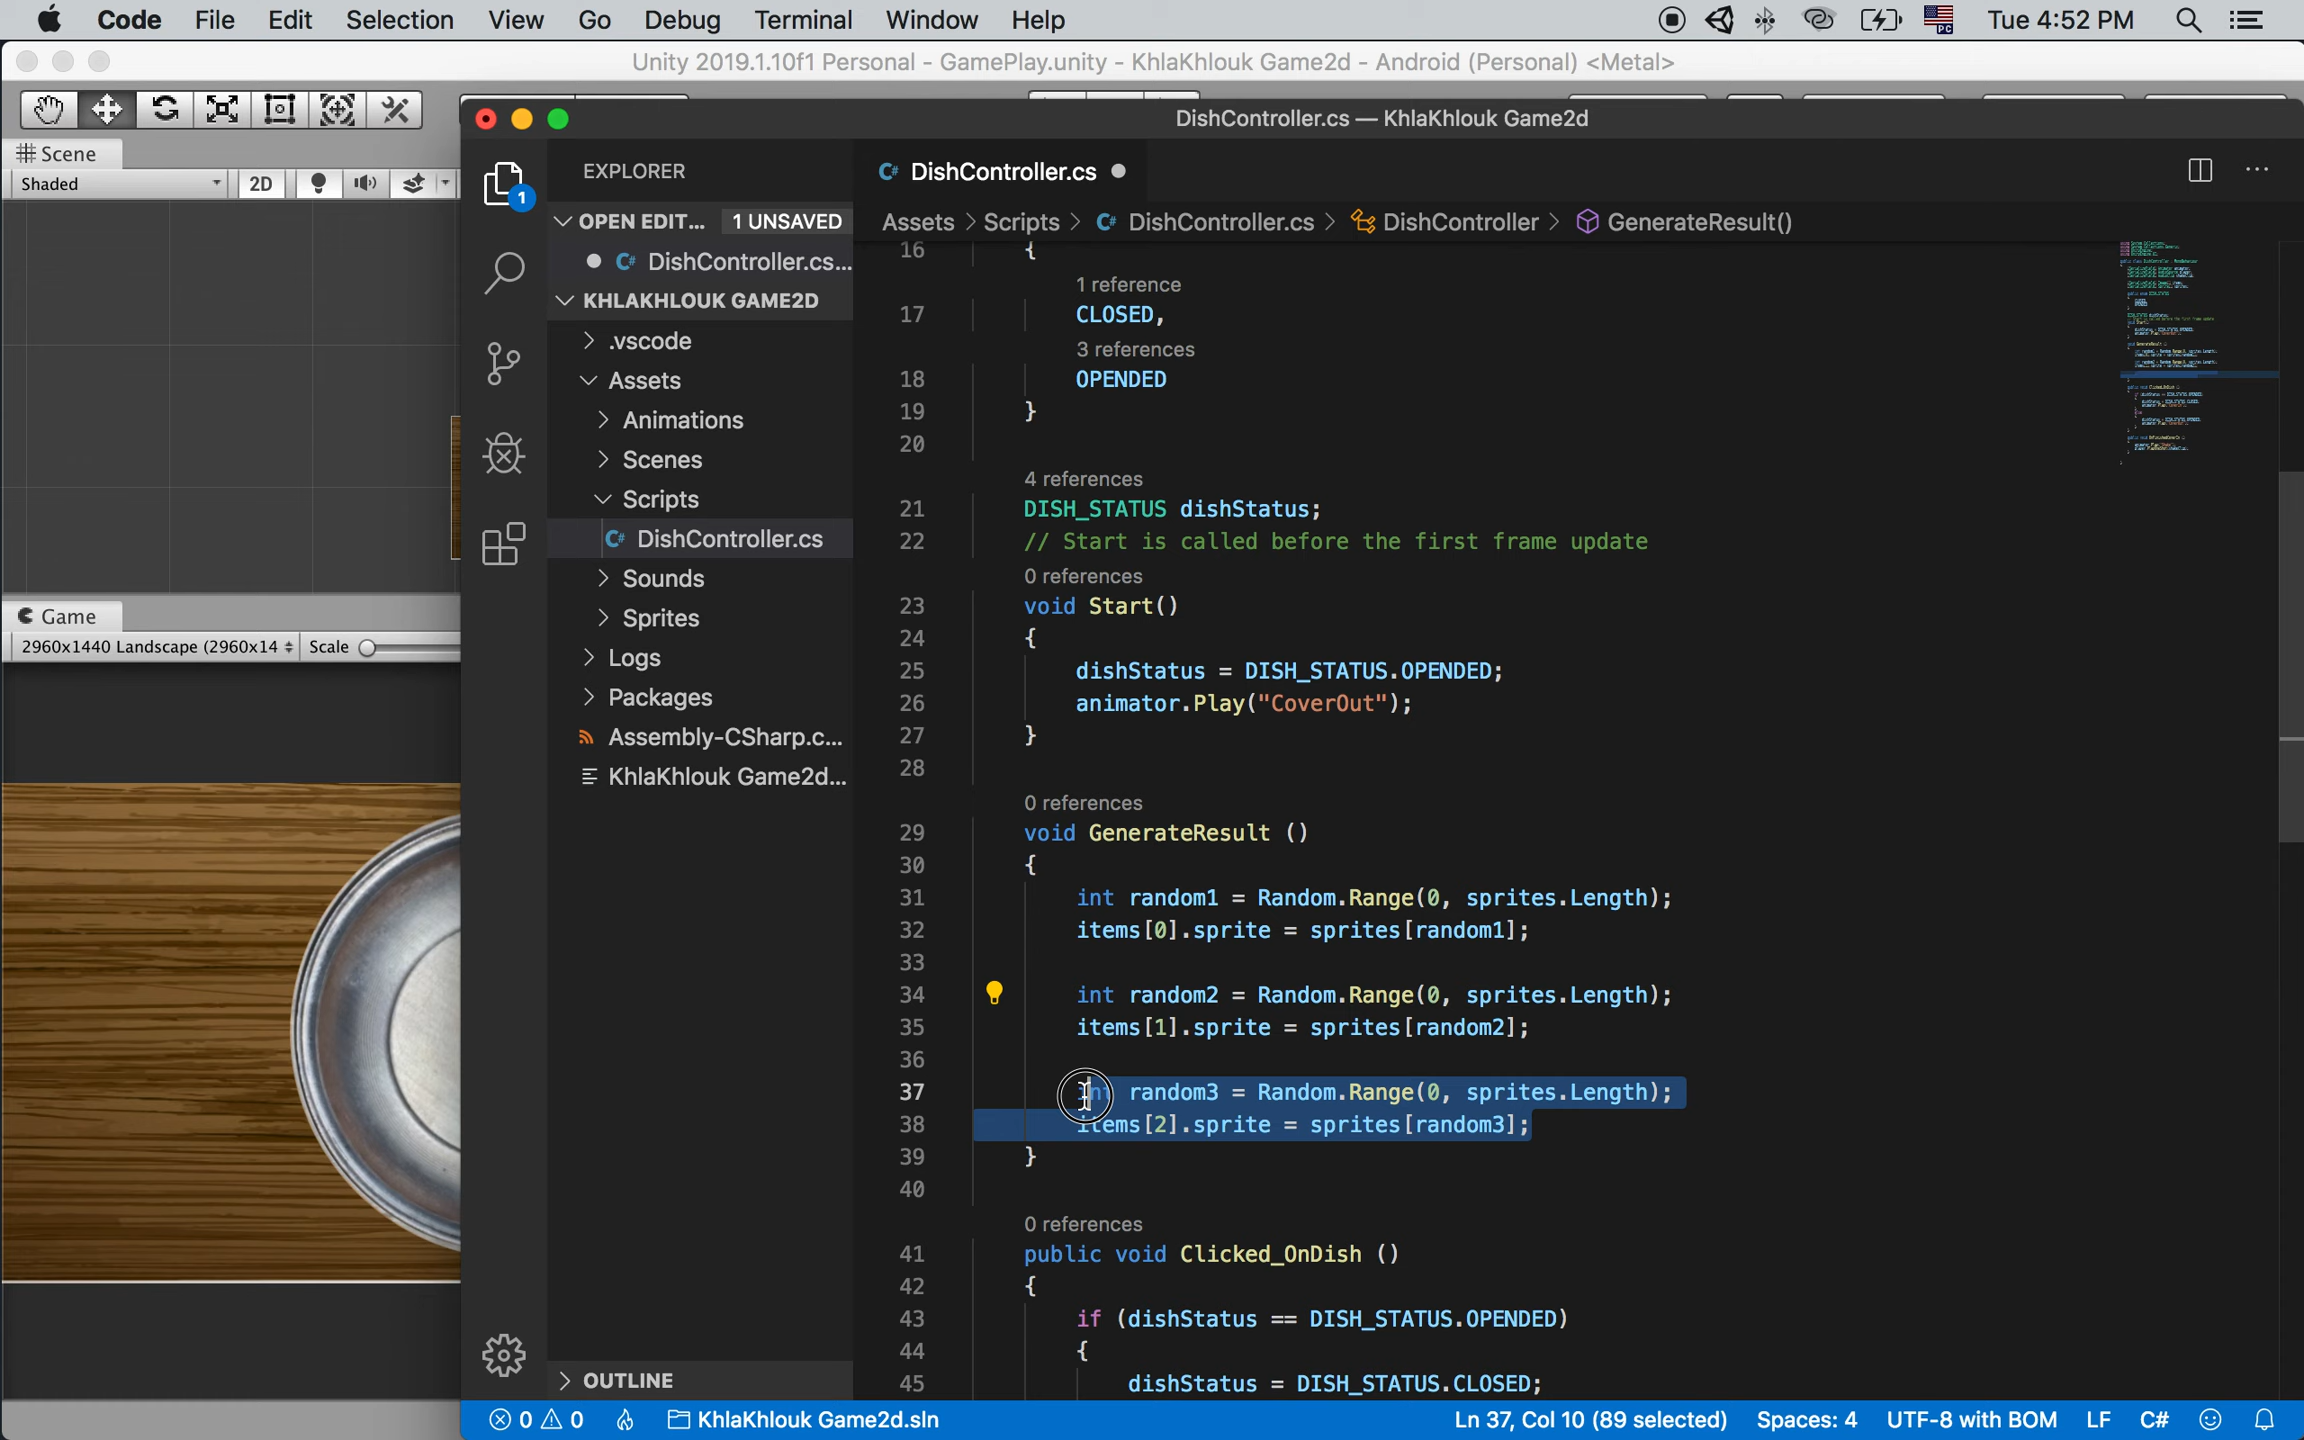 Code File Edit Selection View Go Debug Terminal Window Help Tue 4:52 PM
Unity 2019.1.10f1 Personal - GamePlay.unity - KhlaKhlouk Game2d - Android (Personal) <Metal>
DishController.cs — KhlaKhlouk Game2d
Scene
Shaded 2D
Game
2960x1440 Landscape (2960x14 Scale
EXPLORER
OPEN EDIT... 1 UNSAVED
DishController.cs...
KHLAKHLOUK GAME2D
.vscode
Assets
Animations
Scenes
Scripts
C# DishController.cs
Sounds
Sprites
Logs
Packages
Assembly-CSharp.c...
KhlaKhlouk Game2d...
OUTLINE
C# DishController.cs
Assets > Scripts > C# DishController.cs > DishController > GenerateResult()
16 {
1 reference
17 CLOSED,
3 references
18 OPENDED
19 }
20
4 references
21 DISH_STATUS dishStatus;
22 // Start is called before the first frame update
0 references
23 void Start()
24 {
25 dishStatus = DISH_STATUS.OPENDED;
26 animator.Play("CoverOut");
27 }
28
0 references
29 void GenerateResult ()
30 {
31 int random1 = Random.Range(0, sprites.Length);
32 items[0].sprite = sprites[random1];
33
34 int random2 = Random.Range(0, sprites.Length);
35 items[1].sprite = sprites[random2];
36
37 int random3 = Random.Range(0, sprites.Length);
38 items[2].sprite = sprites[random3];
39 }
40
0 references
41 public void Clicked_OnDish ()
42 {
43 if (dishStatus == DISH_STATUS.OPENDED)
44 {
45 dishStatus = DISH_STATUS.CLOSED;
0 0 KhlaKhlouk Game2d.sln Ln 37, Col 10 (89 selected) Spaces: 4 UTF-8 with BOM LF C#